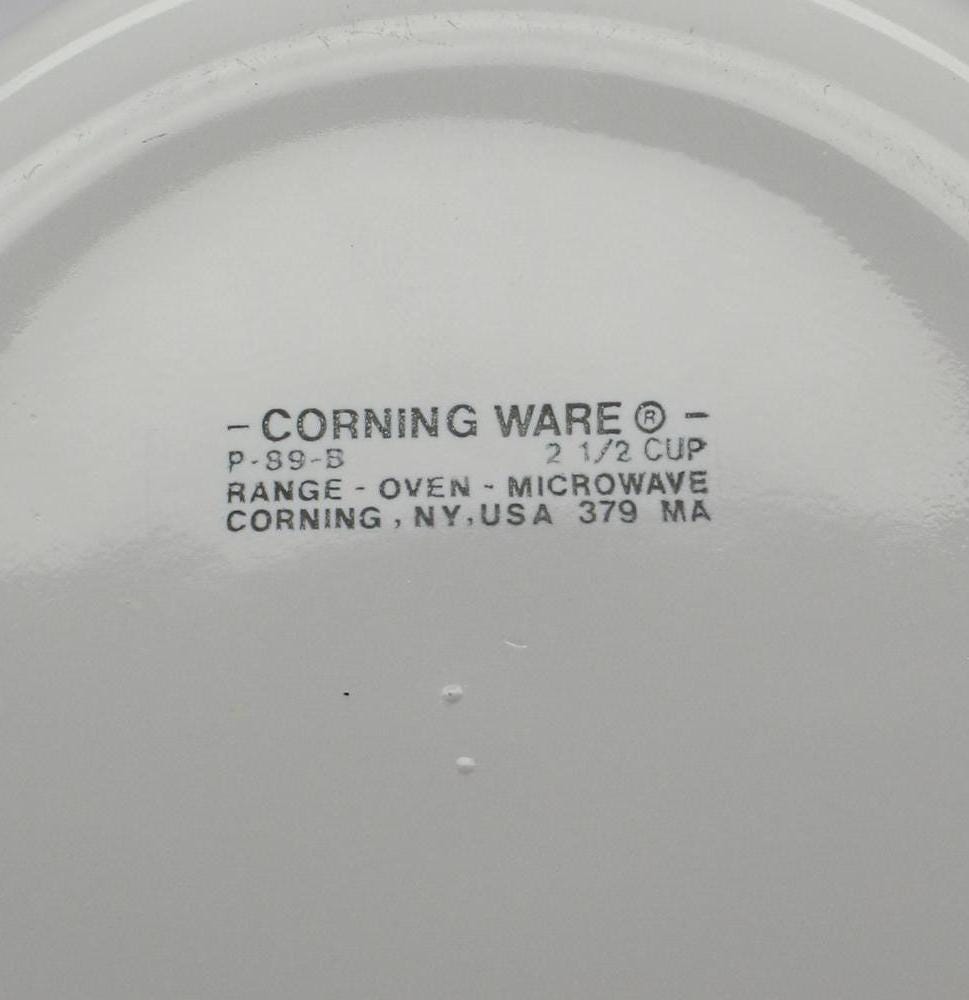 - CORNING WARE ® -
P-89-B 2 1/2 CUP
RANGE - OVEN - MICROWAVE
CORNING, NY, USA 379 MA